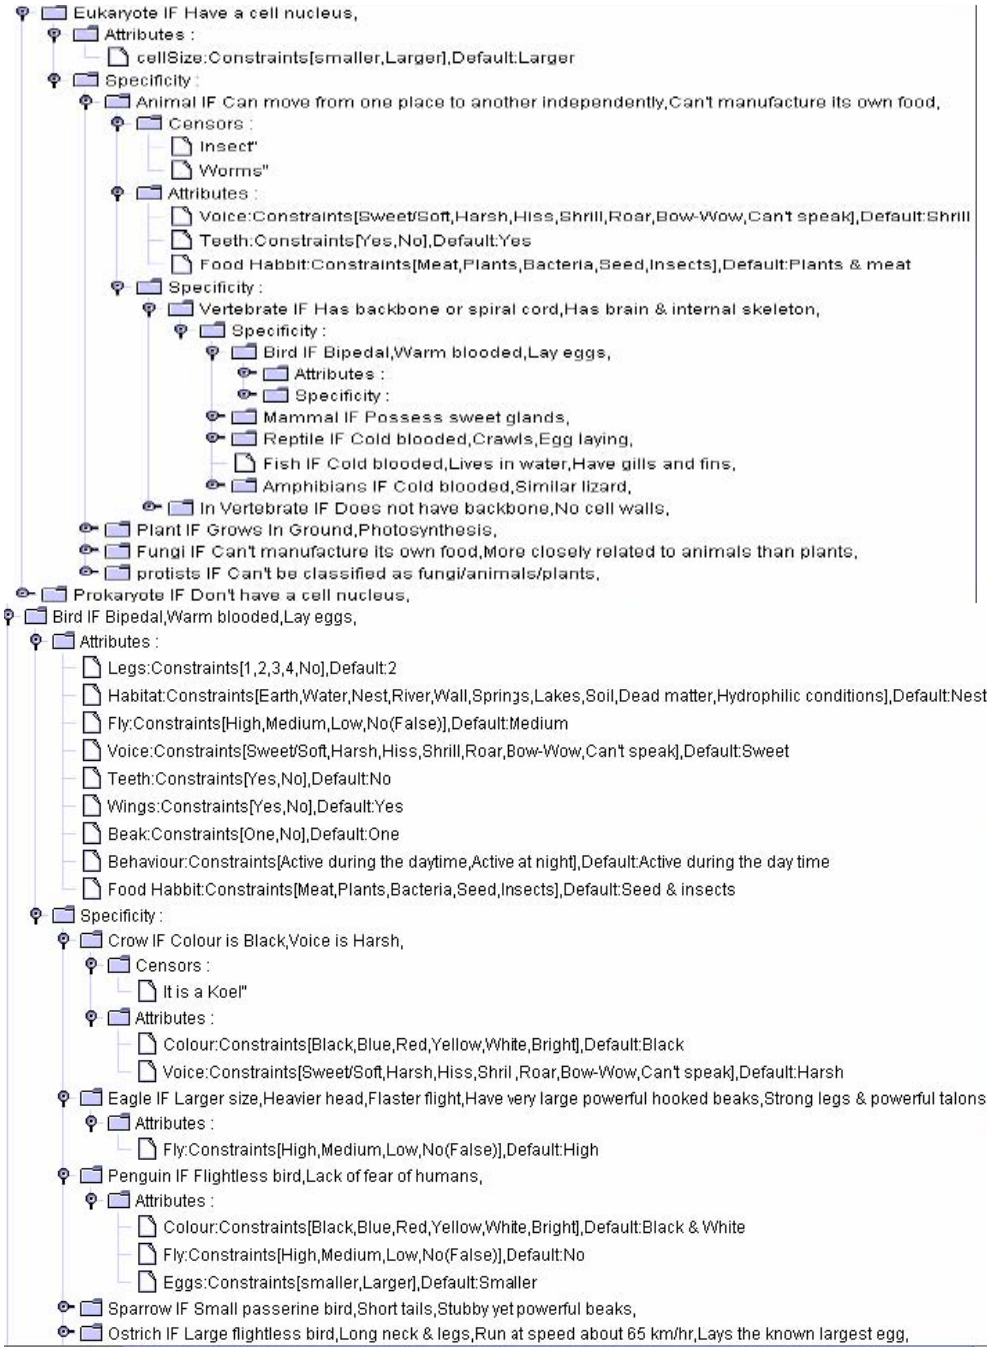 Eukaryote IF Have a cell nucleus,
Attributes :
cellSize:Constraints[smaller,Larger],Default:Larger
Specificity :
Animal IF Can move from one place to another independently,Can't manufacture its own food,
Censors :
Insect"
Worms"
Attributes :
Voice:Constraints[Sweet/Soft,Harsh,Hiss,Shrill,Roar,Bow-Wow,Can't speak],Default:Shrill
Teeth:Constraints[Yes,No],Default:Yes
Food Habbit:Constraints[Meat,Plants,Bacteria,Seed,Insects],Default:Plants & meat
Specificity :
Vertebrate IF Has backbone or spiral cord,Has brain & internal skeleton,
Specificity :
Bird IF Bipedal,Warm blooded,Lay eggs,
Attributes :
Specificity :
Mammal IF Possess sweet glands,
Reptile IF Cold blooded,Crawls,Egg laying,
Fish IF Cold blooded,Lives in water,Have gills and fins,
Amphibians IF Cold blooded,Similar lizard,
In Vertebrate IF Does not have backbone,No cell walls,
Plant IF Grows In Ground,Photosynthesis,
Fungi IF Can't manufacture its own food,More closely related to animals than plants,
protists IF Can't be classified as fungi/animals/plants,
Prokaryote IF Don't have a cell nucleus,
Bird IF Bipedal,Warm blooded,Lay eggs,
Attributes :
Legs:Constraints[1,2,3,4,No],Default:2
Habitat:Constraints[Earth,Water,Nest,River,Wall,Springs,Lakes,Soil,Dead matter,Hydrophilic conditions],Default:Nest
Fly:Constraints[High,Medium,Low,No(False)],Default:Medium
Voice:Constraints[Sweet/Soft,Harsh,Hiss,Shrill,Roar,Bow-Wow,Can't speak],Default:Sweet
Teeth:Constraints[Yes,No],Default:No
Wings:Constraints[Yes,No],Default:Yes
Beak:Constraints[One,No],Default:One
Behaviour:Constraints[Active during the daytime,Active at night],Default:Active during the day time
Food Habbit:Constraints[Meat,Plants,Bacteria,Seed,Insects],Default:Seed & insects
Specificity :
Crow IF Colour is Black,Voice is Harsh,
Censors :
It is a Koel"
Attributes :
Colour:Constraints[Black,Blue,Red,Yellow,White,Bright],Default:Black
Voice:Constraints[Sweet/Soft,Harsh,Hiss,Shril ,Roar,Bow-Wow,Can't speak],Default:Harsh
Eagle IF Larger size,Heavier head,Flaster flight,Have very large powerful hooked beaks,Strong legs & powerful talons
Attributes :
Fly:Constraints[High,Medium,Low,No(False)],Default:High
Penguin IF Flightless bird,Lack of fear of humans,
Attributes :
Colour:Constraints[Black,Blue,Red,Yellow,White,Bright],Default:Black & White
Fly:Constraints[High,Medium,Low,No(False)],Default:No
Eggs:Constraints[smaller,Larger],Default:Smaller
Sparrow IF Small passerine bird,Short tails,Stubby yet powerful beaks,
Ostrich IF Large flightless bird,Long neck & legs,Run at speed about 65 km/hr,Lays the known largest egg,